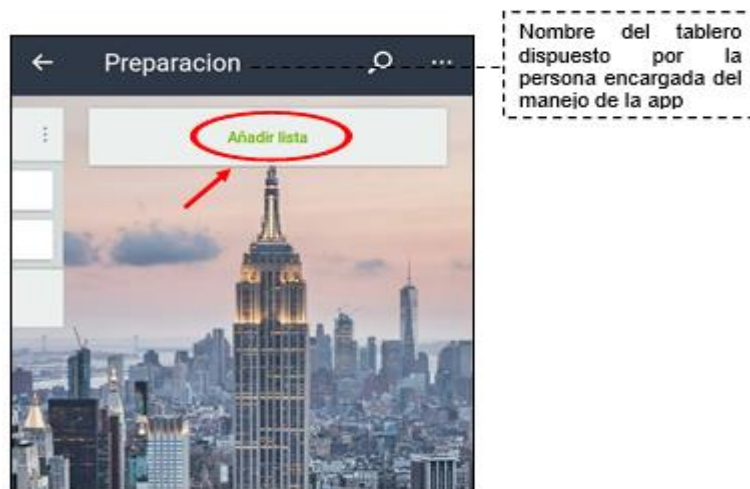 Preparacion
Añadir lista
Nombre del tablero
dispuesto por la
persona encargada del
manejo de la app